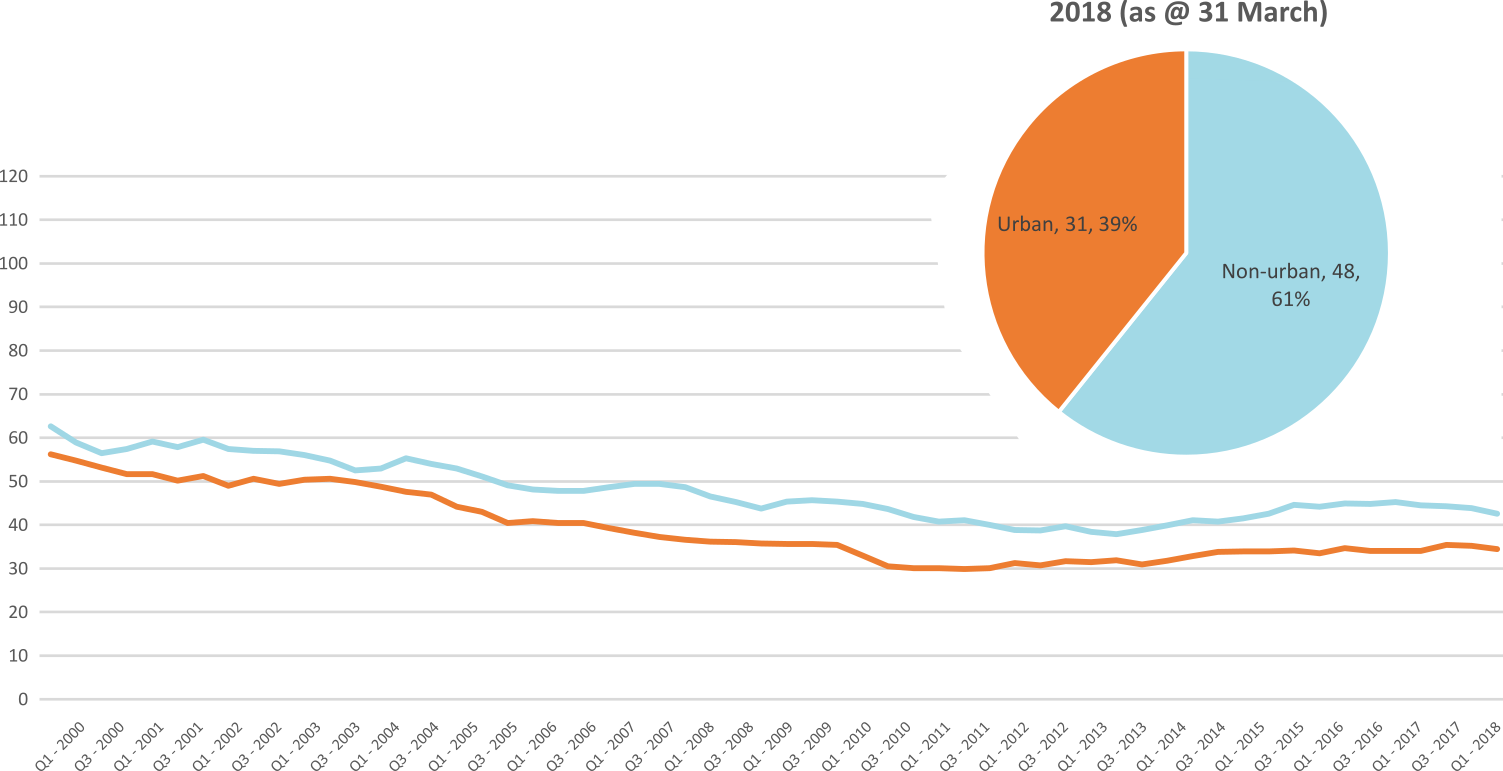 2018 (as @ 31 March)
Urban, 31, 39%
Non-urban, 48,
61%
120
110
100
90
80
70
60
50
40
30
20
10
0
Q1 - 2000
Q3 - 2000
Q1 - 2001
Q3 - 2001
Q1 - 2002
Q3 - 2002
Q1 - 2003
Q3 - 2003
Q1 - 2004
Q3 - 2004
Q1 - 2005
Q3 - 2005
Q1 - 2006
Q3 - 2006
Q1 - 2007
Q3 - 2007
Q1 - 2008
Q3 - 2008
Q1 - 2009
Q3 - 2009
Q1 - 2010
Q3 - 2010
Q1 - 2011
Q3 - 2011
Q1 - 2012
Q3 - 2012
Q1 - 2013
Q3 - 2013
Q1 - 2014
Q3 - 2014
Q1 - 2015
Q3 - 2015
Q1 - 2016
Q3 - 2016
Q1 - 2017
Q3 - 2017
Q1 - 2018